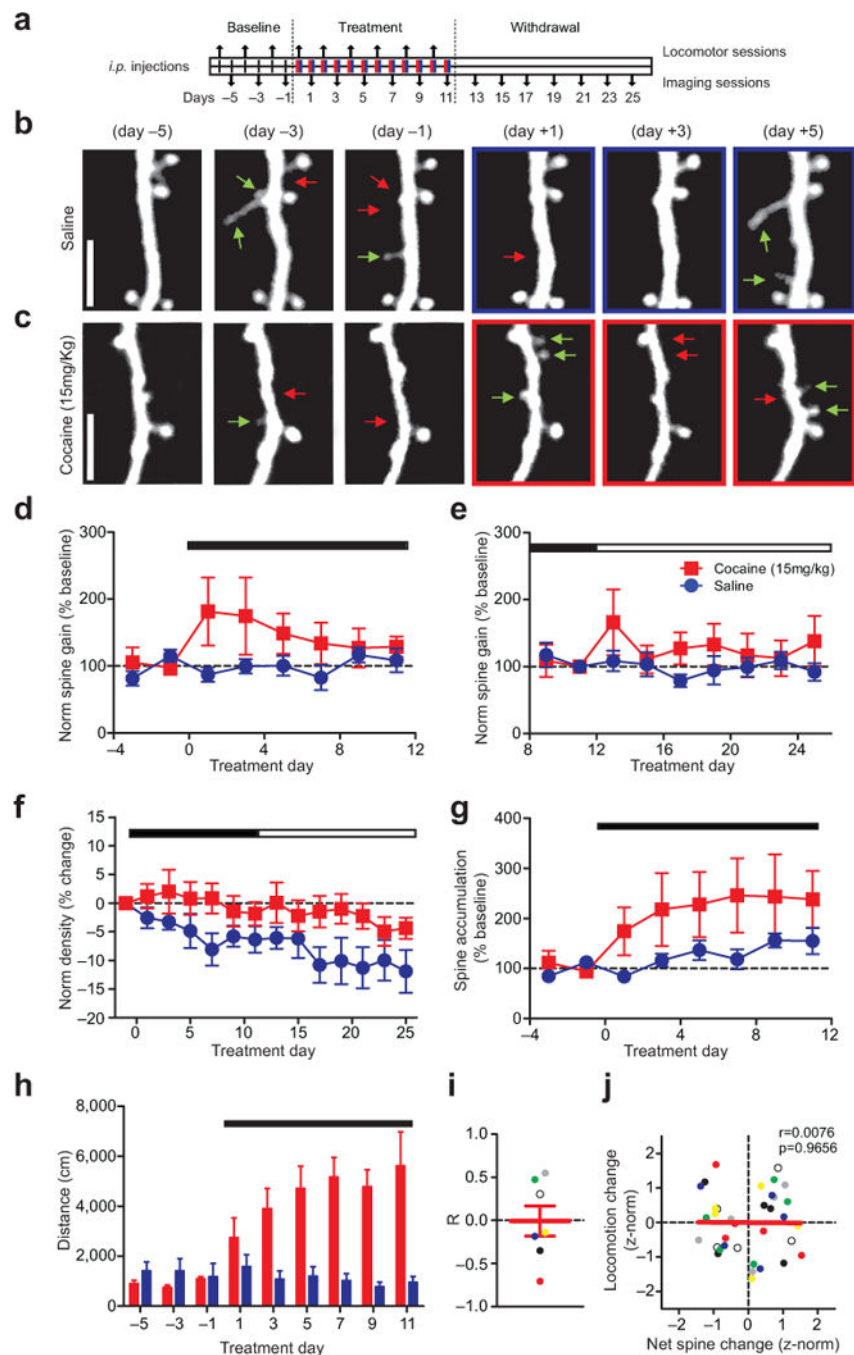 a
Baseline Treatment Withdrawal
Locomotor sessions
i.p. injections
Imaging sessions
Days –5 –3 –1 1 3 5 7 9 11 13 15 17 19 21 23 25
b
(day –5) (day –3) (day –1) (day +1) (day +3) (day +5)
Saline
c
Cocaine (15mg/Kg)
d
Norm spine gain (% baseline)
300
200
100
0
–4 0 4 8 12
Treatment day
e
Norm spine gain (% baseline)
300
200
100
0
Cocaine (15mg/kg)
Saline
8 12 16 20 24
Treatment day
f
Norm density (% change)
15
10
5
0
–5
–10
–15
–20
0 5 10 15 20 25
Treatment day
g
Spine accumulation
(% baseline)
400
300
200
100
0
–4 0 4 8 12
Treatment day
h
Distance (cm)
8,000
6,000
4,000
2,000
0
–5 –3 –1 1 3 5 7 9 11
Treatment day
i
R
1.0
0.5
0
–0.5
–1.0
j
r=0.0076
p=0.9656
Locomotion change
(z-norm)
2
1
0
–1
–2
–2 –1 0 1 2
Net spine change (z-norm)